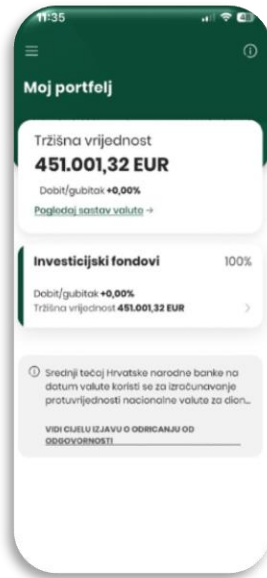 11:35
Moj portfelj
Tržišna vrijednost
451.001,32 EUR
Dobit/gubitak +0,00%
Pogledaj sastav valuta →
Investicijski fondovi 100%
Dobit/gubitak +0,00%
Tržišna vrijednost 451.001,32 EUR
Srednji tečaj Hrvatske narodne banke na
datum valute koristi se za izračunavanje
protuvrijednosti nacionalne valute za dion...
VIDI CIJELU IZJAVU O ODRICANJU OD
ODGOVORNOSTI